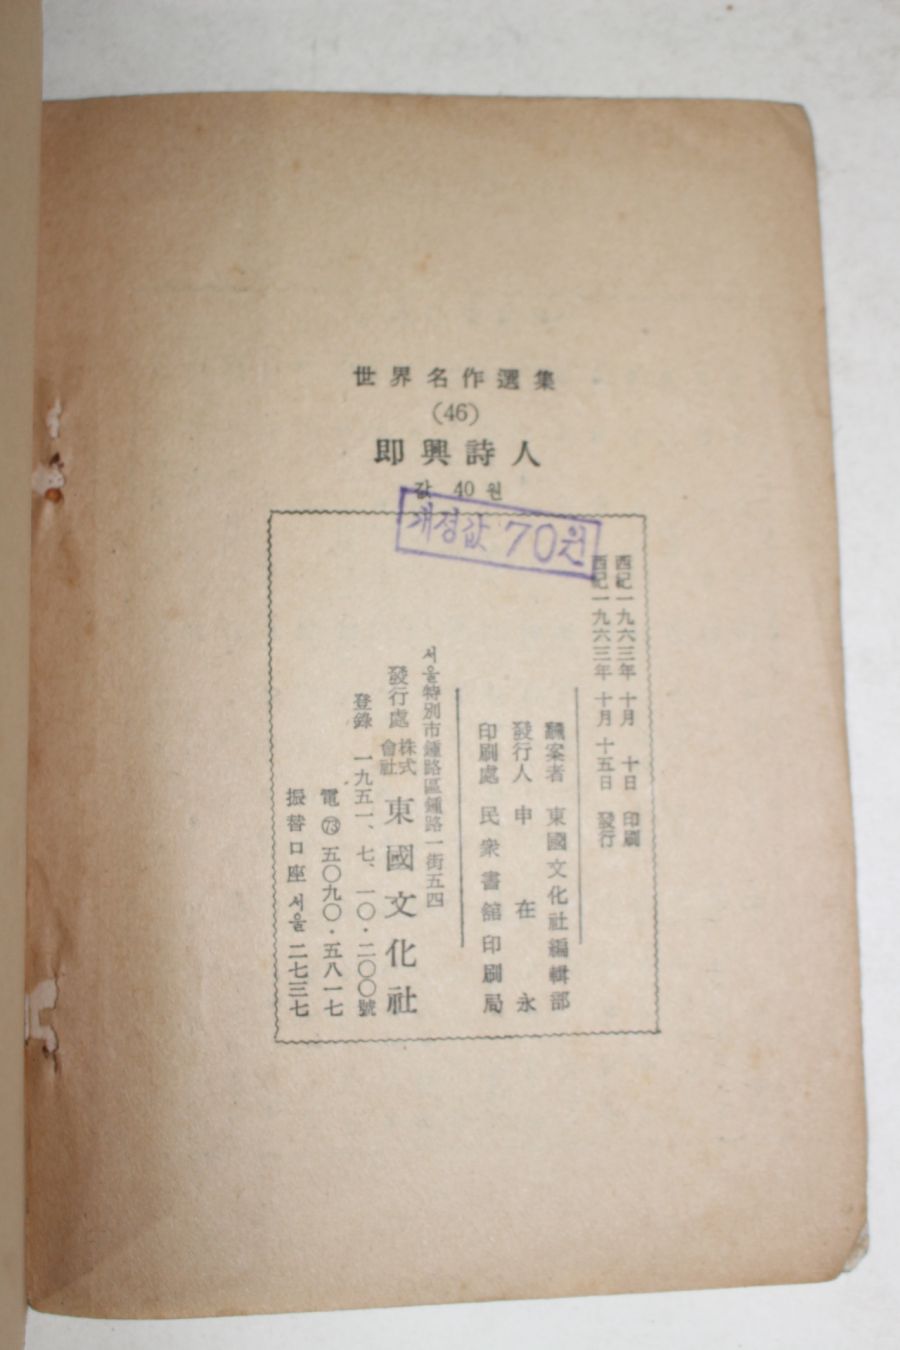 世界名作選集
(46)
即興詩人
값 40 원
개정값 70원
西紀一九六三年 十月 十日 印刷
西紀一九六三年 十月 十五日 發行
飜案者 東國文化社編輯部
發行人 申在永
印刷處 民衆書館印刷局
서울特別市鍾路區鍾路一街五四
發行處 株式會社 東國文化社
登錄 一九五一、七、一〇·二〇〇號
電 73 五〇九〇·五八一七
振替口座 서울 二七三七